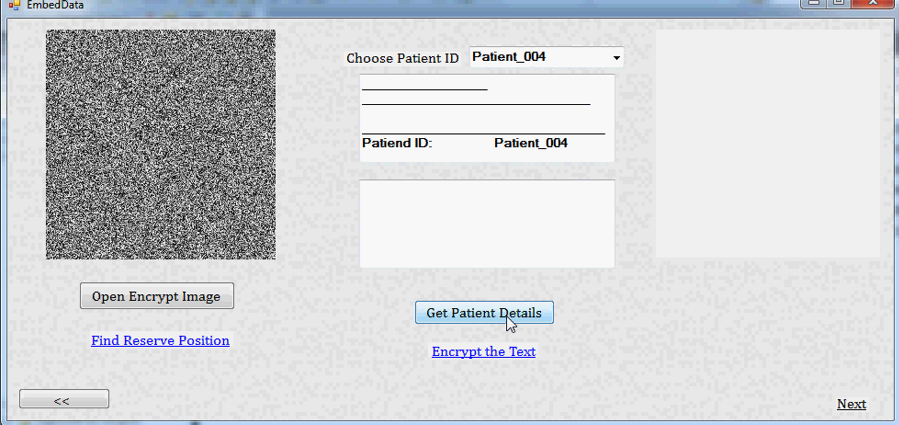 EmbedData
Choose Patient ID Patient_004
Patiend ID: Patient_004
Open Encrypt Image
Get Patient Details
Find Reserve Position
Encrypt the Text
<<
Next